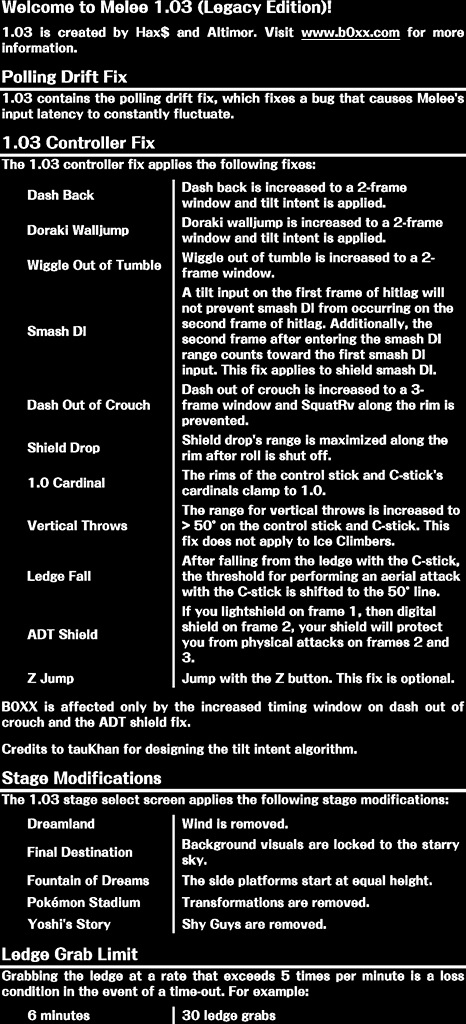 Welcome to Melee 1.03 (Legacy Edition)!
1.03 is created by Hax$ and Altimor. Visit www.b0xx.com for more
information.
Polling Drift Fix
1.03 contains the polling drift fix, which fixes a bug that causes Melee's
input latency to constantly fluctuate.
1.03 Controller Fix
The 1.03 controller fix applies the following fixes:
Dash Back
Dash back is increased to a 2-frame
window and tilt intent is applied.
Doraki Walljump
Doraki walljump is increased to a 2-frame
window and tilt intent is applied.
Wiggle Out of Tumble
Wiggle out of tumble is increased to a 2-
frame window.
Smash DI
A tilt input on the first frame of hitlag will
not prevent smash DI from occurring on the
second frame of hitlag. Additionally, the
second frame after entering the smash DI
range counts toward the first smash DI
input. This fix applies to shield smash DI.
Dash Out of Crouch
Dash out of crouch is increased to a 3-
frame window and SquatRv along the rim is
prevented.
Shield Drop
Shield drop's range is maximized along the
rim after roll is shut off.
1.0 Cardinal
The rims of the control stick and C-stick's
cardinals clamp to 1.0.
Vertical Throws
The range for vertical throws is increased to
> 50° on the control stick and C-stick. This
fix does not apply to Ice Climbers.
Ledge Fall
After falling from the ledge with the C-stick,
the threshold for performing an aerial attack
with the C-stick is shifted to the 50° line.
ADT Shield
If you lightshield on frame 1, then digital
shield on frame 2, your shield will protect
you from physical attacks on frames 2 and
3.
Z Jump
Jump with the Z button. This fix is optional.
B0XX is affected only by the increased timing window on dash out of
crouch and the ADT shield fix.
Credits to tauKhan for designing the tilt intent algorithm.
Stage Modifications
The 1.03 stage select screen applies the following stage modifications:
Dreamland
Wind is removed.
Final Destination
Background visuals are locked to the starry
sky.
Fountain of Dreams
The side platforms start at equal height.
Pokémon Stadium
Transformations are removed.
Yoshi's Story
Shy Guys are removed.
Ledge Grab Limit
Grabbing the ledge at a rate that exceeds 5 times per minute is a loss
condition in the event of a time-out. For example:
6 minutes
30 ledge grabs